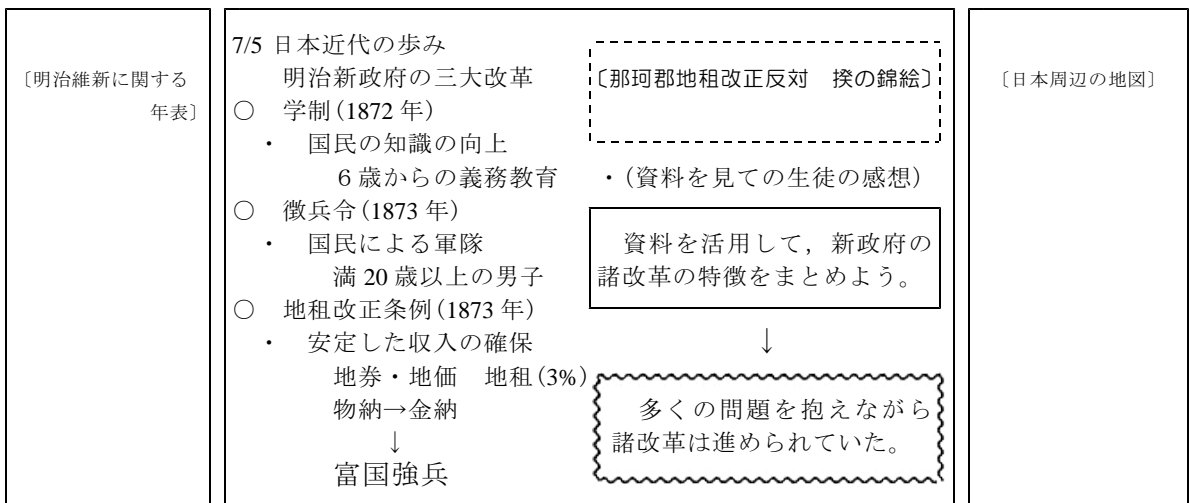 〔明治維新に関する
年表〕
7/5 日本近代の歩み
明治新政府の三大改革
○ 学制(1872 年)
・ 国民の知識の向上
6歳からの義務教育
○ 徴兵令(1873 年)
・ 国民による軍隊
満 20 歳以上の男子
○ 地租改正条例(1873 年)
・ 安定した収入の確保
地券・地価 地租(3%)
物納→金納
↓
富国強兵
〔那珂郡地租改正反対 揆の錦絵〕
・(資料を見ての生徒の感想)
資料を活用して,新政府の
諸改革の特徴をまとめよう。
↓
多くの問題を抱えながら
諸改革は進められていた。
〔日本周辺の地図〕